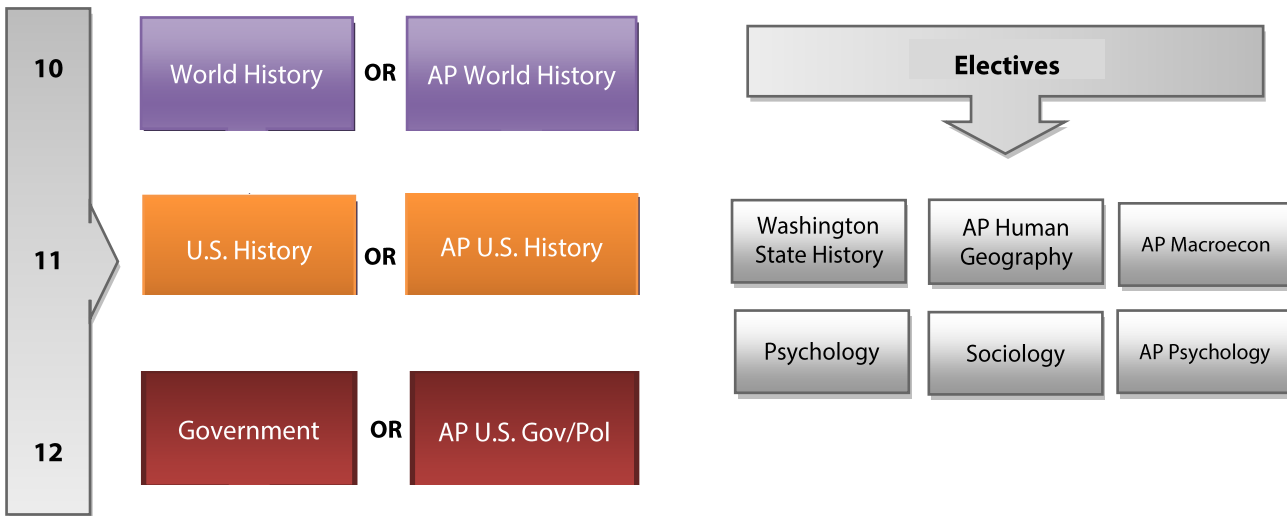 10
World History
OR
AP World History
11
U.S. History
OR
AP U.S. History
12
Government
OR
AP U.S. Gov/Pol
Electives
Washington
State History
AP Human
Geography
AP Macroecon
Psychology
Sociology
AP Psychology